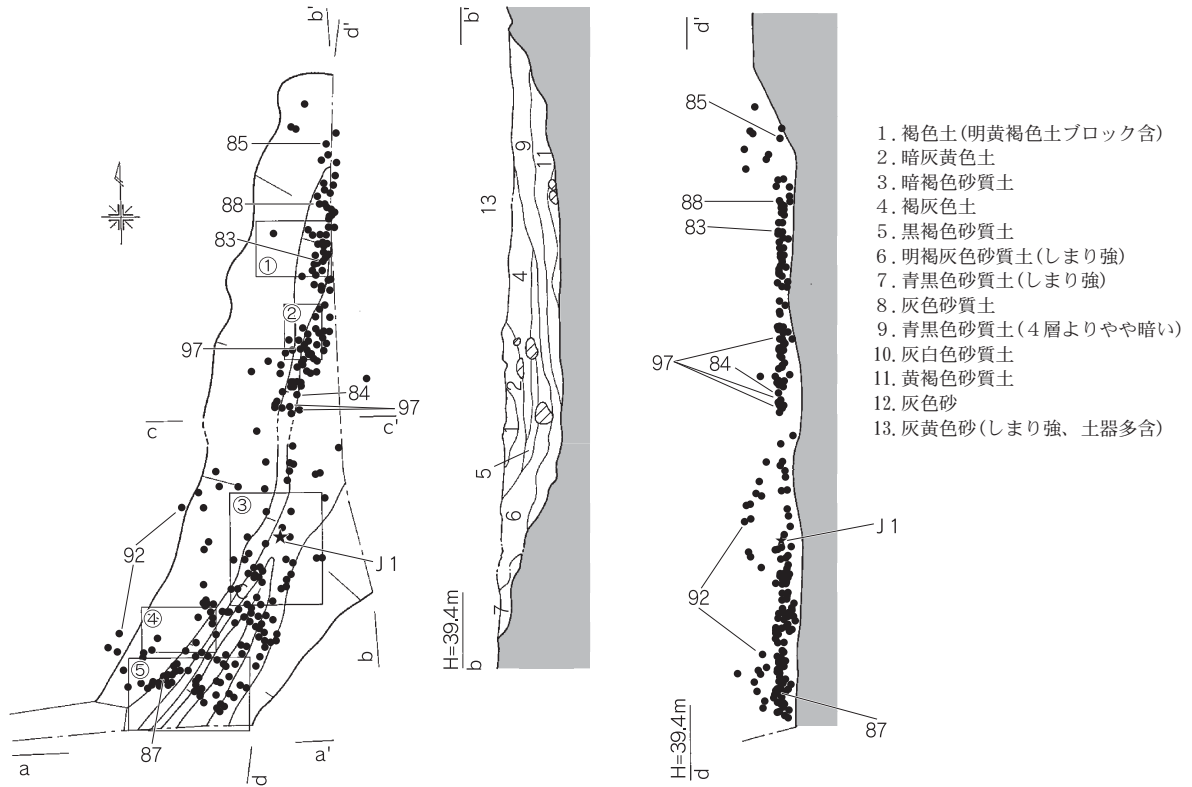 b'
d'
85
88
83
①
②
97
84
97
c
c'
③
92
J1
④
⑤
b
87
a
a'
d
b'
9
11
13
4
2
1
5
6
7
H=39.4m
b
d'
85
88
83
97
84
J1
92
87
H=39.4m
d
1. 褐色土(明黄褐色土ブロック含)
2. 暗灰黄色土
3. 暗褐色砂質土
4. 褐灰色土
5. 黒褐色砂質土
6. 明褐灰色砂質土(しまり強)
7. 青黒色砂質土(しまり強)
8. 灰色砂質土
9. 青黒色砂質土(4層よりやや暗い)
10. 灰白色砂質土
11. 黄褐色砂質土
12. 灰色砂
13. 灰黄色砂(しまり強、土器多含)